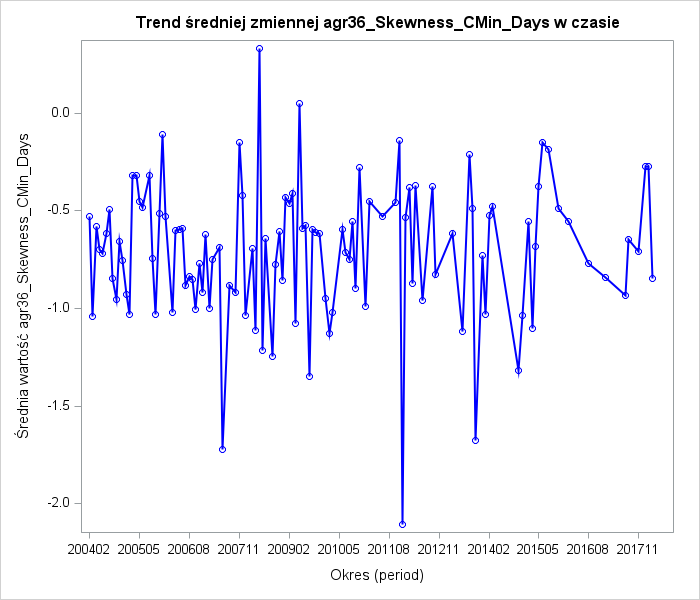 Trend średniej zmiennej agr36_Skewness_CMin_Days w czasie
Średnia wartość agr36_Skewness_CMin_Days
0.0
-0.5
-1.0
-1.5
-2.0
200402 200505 200608 200711 200902 201005 201108 201211 201402 201505 201608 201711
Okres (period)